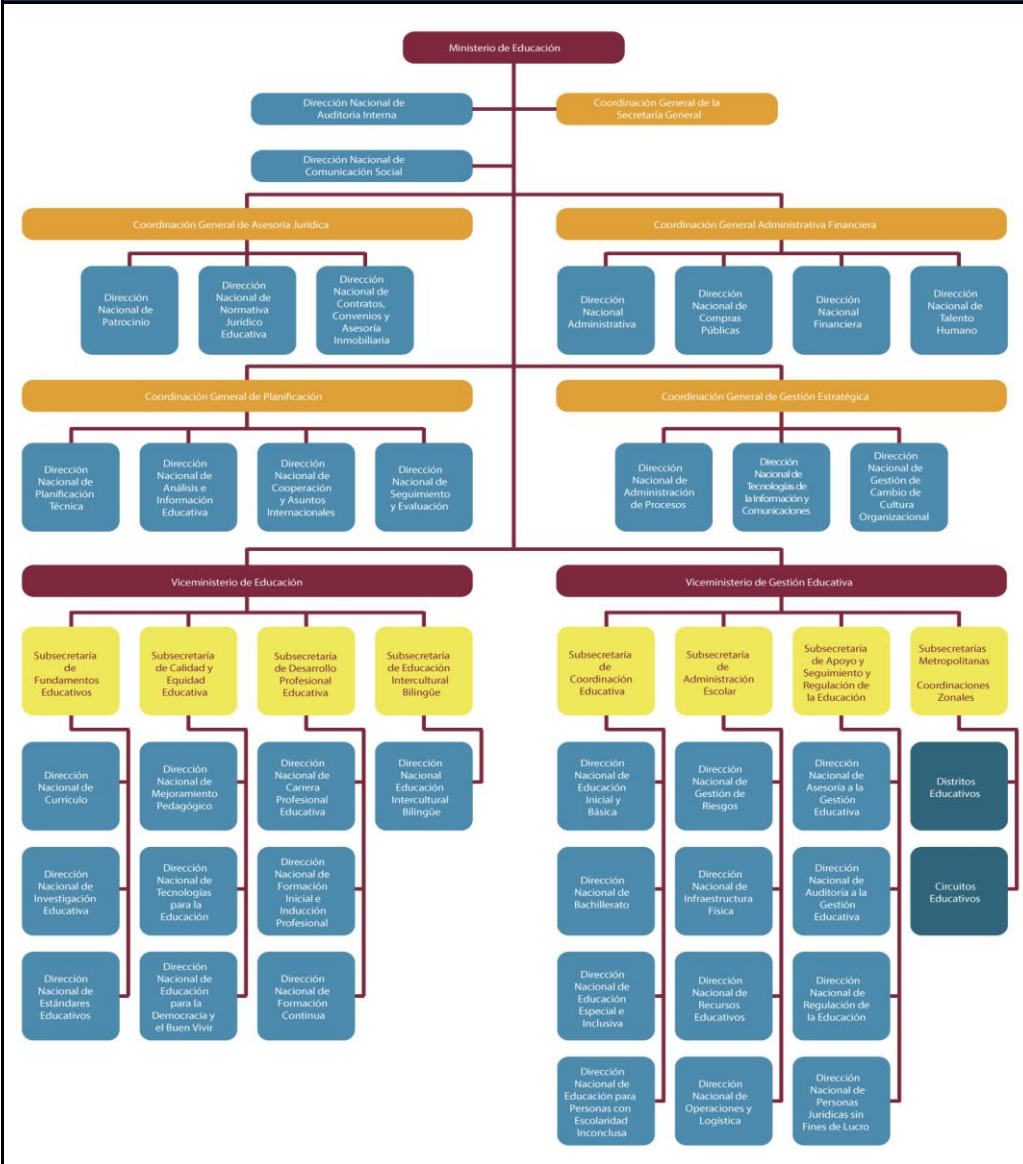 Ministerio de Educación
Dirección Nacional de
Auditoria Interna
Coordinación General de la
Secretaría General
Dirección Nacional de
Comunicación Social
Coordinación General de Asesoría Jurídica
Coordinación General Administrativa Financiera
Dirección
Nacional de
Patrocinio
Dirección
Nacional de
Normativa
Jurídico
Educativa
Dirección
Nacional de
Contratos,
Convenios y
Asesoría
Inmobiliaria
Dirección
Nacional
Administrativa
Dirección
Nacional de
Compras
Públicas
Dirección
Nacional
Financiera
Dirección
Nacional de
Talento
Humano
Coordinación General de Planificación
Coordinación General de Gestión Estratégica
Dirección
Nacional de
Planificación
Técnica
Dirección
Nacional de
Análisis e
Información
Educativa
Dirección
Nacional de
Cooperación
y Asuntos
Internacionales
Dirección
Nacional de
Seguimiento
y Evaluación
Dirección
Nacional de
Administración
de Procesos
Dirección
Nacional de
Tecnologías de
la Información y
Comunicaciones
Dirección
Nacional de
Gestión de
Cambio de
Cultura
Organizacional
Viceministerio de Educación
Viceministerio de Gestión Educativa
Subsecretaría
de
Fundamentos
Educativos
Subsecretaría
de Calidad y
Equidad
Educativa
Subsecretaría
de Desarrollo
Profesional
Educativa
Subsecretaría
de Educación
Intercultural
Bilingüe
Subsecretaría
de
Coordinación
Educativa
Subsecretaría
de
Administración
Escolar
Subsecretaría
de Apoyo y
Seguimiento y
Regulación de
la Educación
Subsecretarías
Metropolitanas
Coordinaciones
Zonales
Dirección
Nacional de
Currículo
Dirección
Nacional de
Mejoramiento
Pedagógico
Dirección
Nacional de
Carrera
Profesional
Educativa
Dirección
Nacional
Educación
Intercultural
Bilingüe
Dirección
Nacional de
Educación
Inicial y
Básica
Dirección
Nacional de
Gestión de
Riesgos
Dirección
Nacional de
Asesoría a la
Gestión
Educativa
Distritos
Educativos
Dirección
Nacional de
Investigación
Educativa
Dirección
Nacional de
Tecnologías
para la
Educación
Dirección
Nacional de
Formación
Inicial e
Inducción
Profesional
Dirección
Nacional de
Bachillerato
Dirección
Nacional de
Infraestructura
Física
Dirección
Nacional de
Auditoría a la
Gestión
Educativa
Circuitos
Educativos
Dirección
Nacional de
Estándares
Educativos
Dirección
Nacional de
Educación
para la
Democracia y
el Buen Vivir
Dirección
Nacional de
Formación
Contínua
Dirección
Nacional de
Educación
Especial e
Inclusiva
Dirección
Nacional de
Recursos
Educativos
Dirección
Nacional de
Regulación de
la Educación
Dirección
Nacional de
Educación para
Personas con
Escolaridad
Inconclusa
Dirección
Nacional de
Operaciones y
Logística
Dirección
Nacional de
Personas
Jurídicas sin
Fines de Lucro